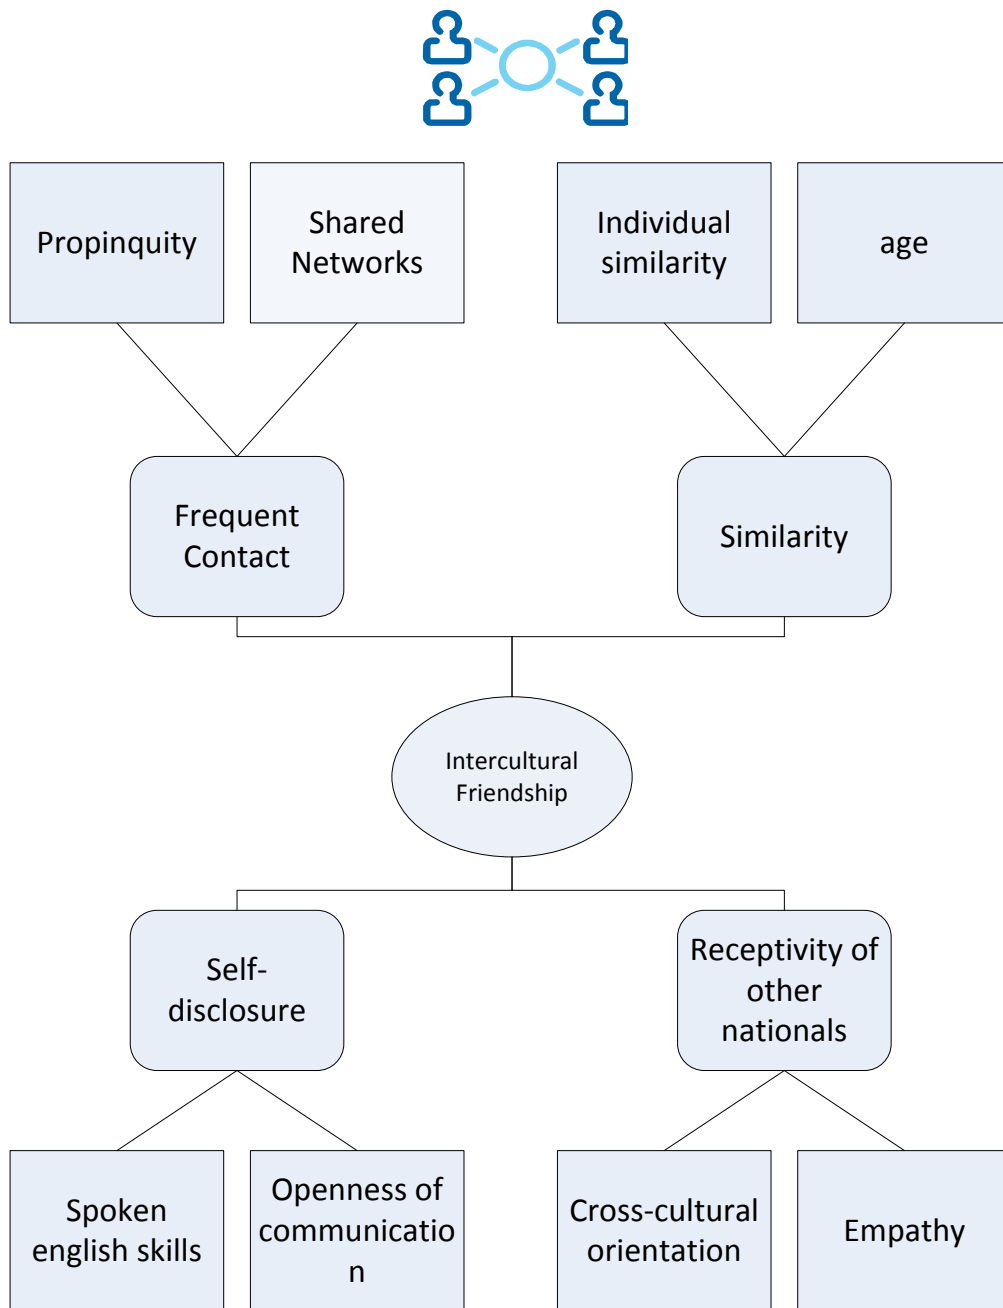 Propinquity
Shared
Networks
Individual
similarity
age
Frequent
Contact
Similarity
Intercultural
Friendship
Self-
disclosure
Receptivity of
other
nationals
Spoken
english skills
Openness of
communicatio
n
Cross-cultural
orientation
Empathy